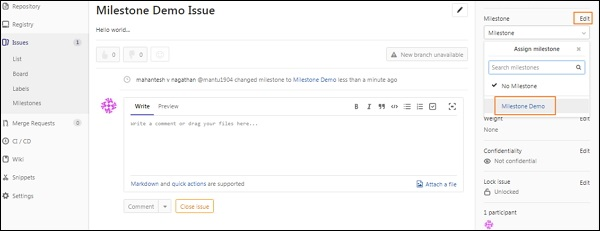 Repository
Registry
Issues 1
List
Board
Labels
Milestones
Merge Requests 0
CI / CD
Wiki
Snippets
Settings
Milestone Demo Issue
Hello world...
0
0
New branch unavailable
mahantesh v nagathan @mantu1904 changed milestone to Milestone Demo less than a minute ago
Write Preview
Write a comment or drag your files here...
Markdown and quick actions are supported
Attach a file
Comment
Close issue
Milestone Edit
Milestone
Assign milestone
Search milestones
No Milestone
Milestone Demo
Weight Edit
None
Confidentiality Edit
Not confidential
Lock issue Edit
Unlocked
1 participant